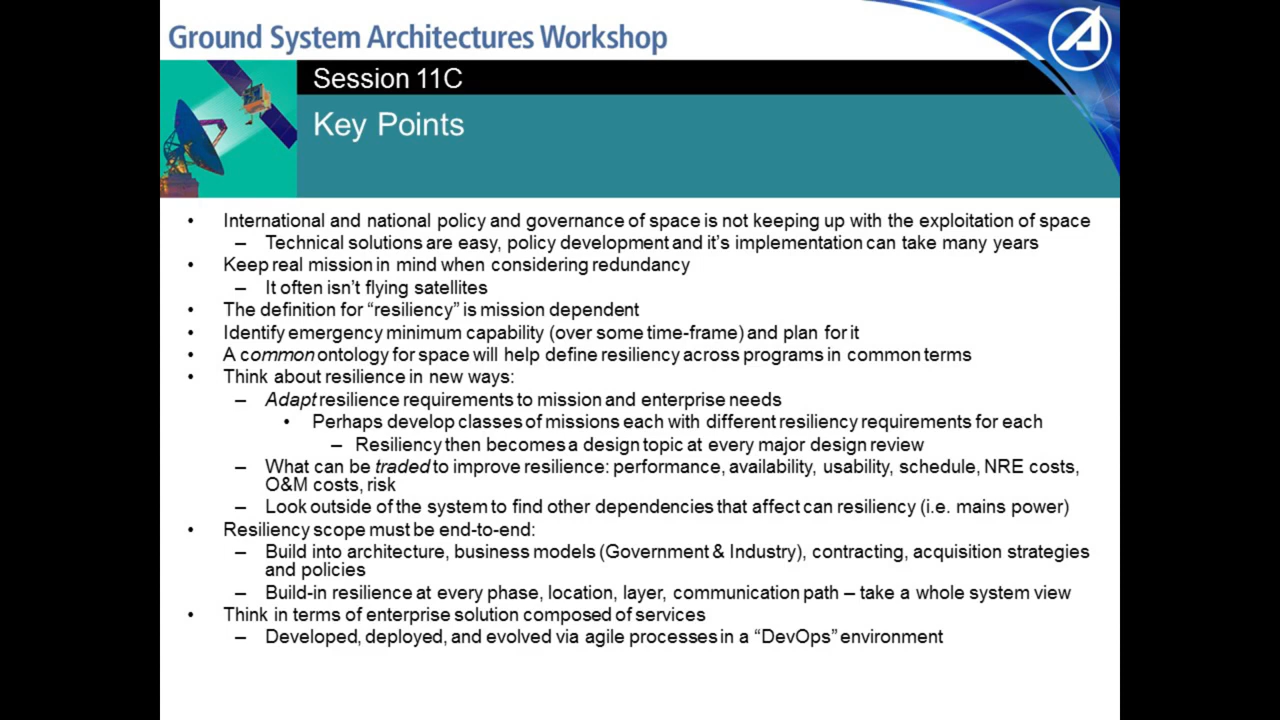 Ground System Architectures Workshop
Session 11C
Key Points
• International and national policy and governance of space is not keeping up with the exploitation of space
– Technical solutions are easy, policy development and it's implementation can take many years
• Keep real mission in mind when considering redundancy
– It often isn't flying satellites
• The definition for “resiliency” is mission dependent
• Identify emergency minimum capability (over some time-frame) and plan for it
• A common ontology for space will help define resiliency across programs in common terms
• Think about resilience in new ways:
– Adapt resilience requirements to mission and enterprise needs
• Perhaps develop classes of missions each with different resiliency requirements for each
– Resiliency then becomes a design topic at every major design review
– What can be traded to improve resilience: performance, availability, usability, schedule, NRE costs,
O&M costs, risk
– Look outside of the system to find other dependencies that affect can resiliency (i.e. mains power)
• Resiliency scope must be end-to-end:
– Build into architecture, business models (Government & Industry), contracting, acquisition strategies
and policies
– Build-in resilience at every phase, location, layer, communication path – take a whole system view
• Think in terms of enterprise solution composed of services
– Developed, deployed, and evolved via agile processes in a “DevOps” environment